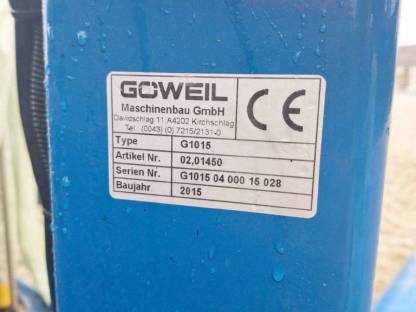 GÖWEIL
Maschinenbau GmbH
Davidschlag 11 A4202 Kirchschlag
Tel.: (0043) (0) 7215/2131-0
CE
Type G1015
Artikel Nr. 02,01450
Serien Nr. G1015 04 000 15 028
Baujahr 2015